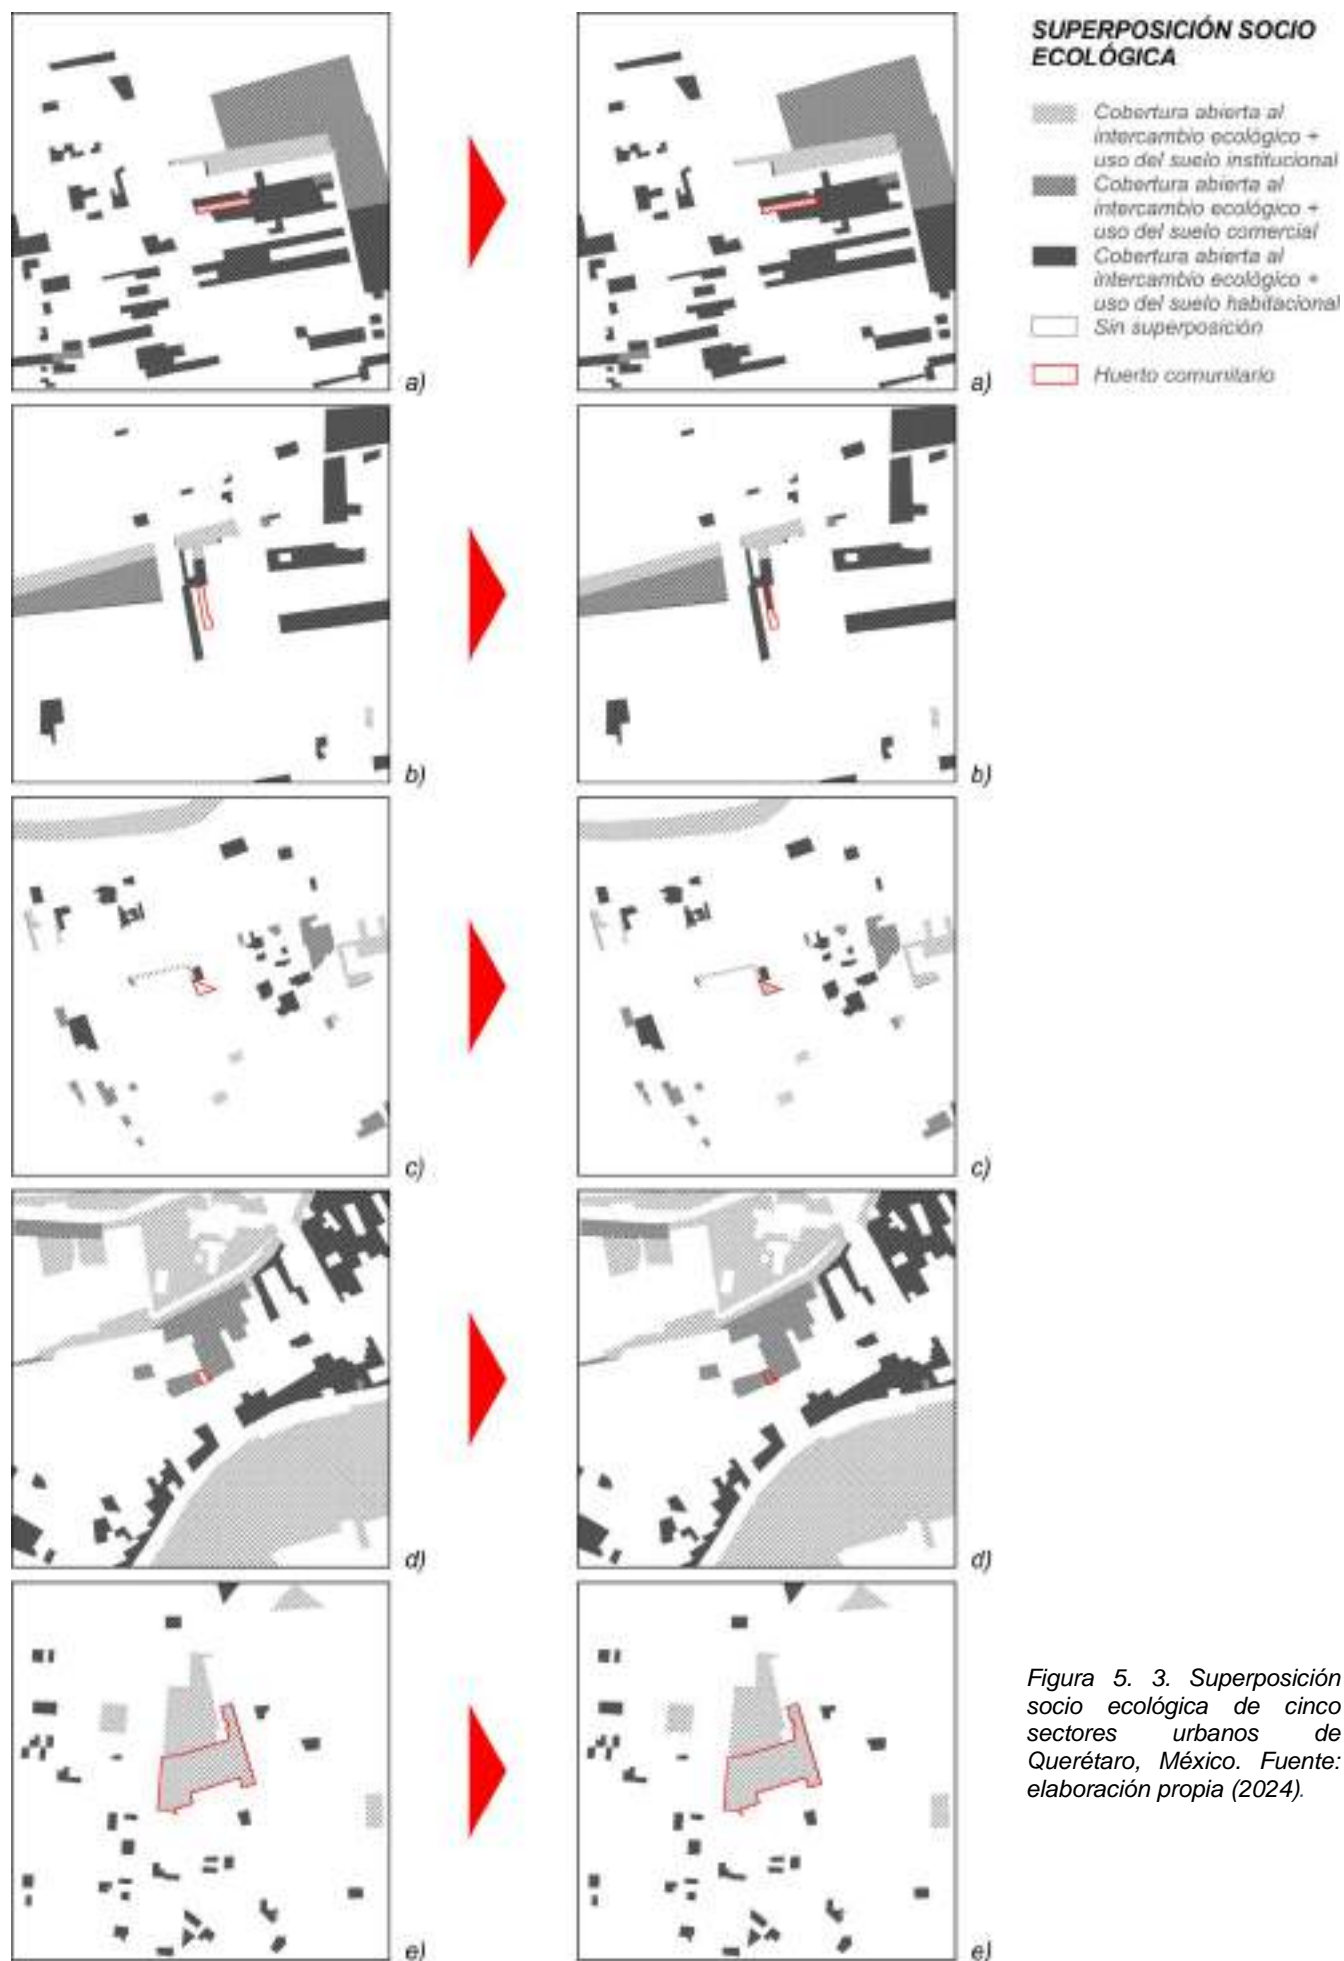 SUPERPOSICIÓN SOCIO
ECOLÓGICA
Cobertura abierta al
intercambio ecológico +
uso del suelo institucional
Cobertura abierta al
intercambio ecológico +
uso del suelo comercial
Cobertura abierta al
intercambio ecológico +
uso del suelo habitacional
Sin superposición
Huerto comunitario
a)
a)
b)
b)
c)
c)
d)
d)
e)
e)
Figura 5. 3. Superposición
socio ecológica de cinco
sectores urbanos de
Querétaro, México. Fuente:
elaboración propia (2024).